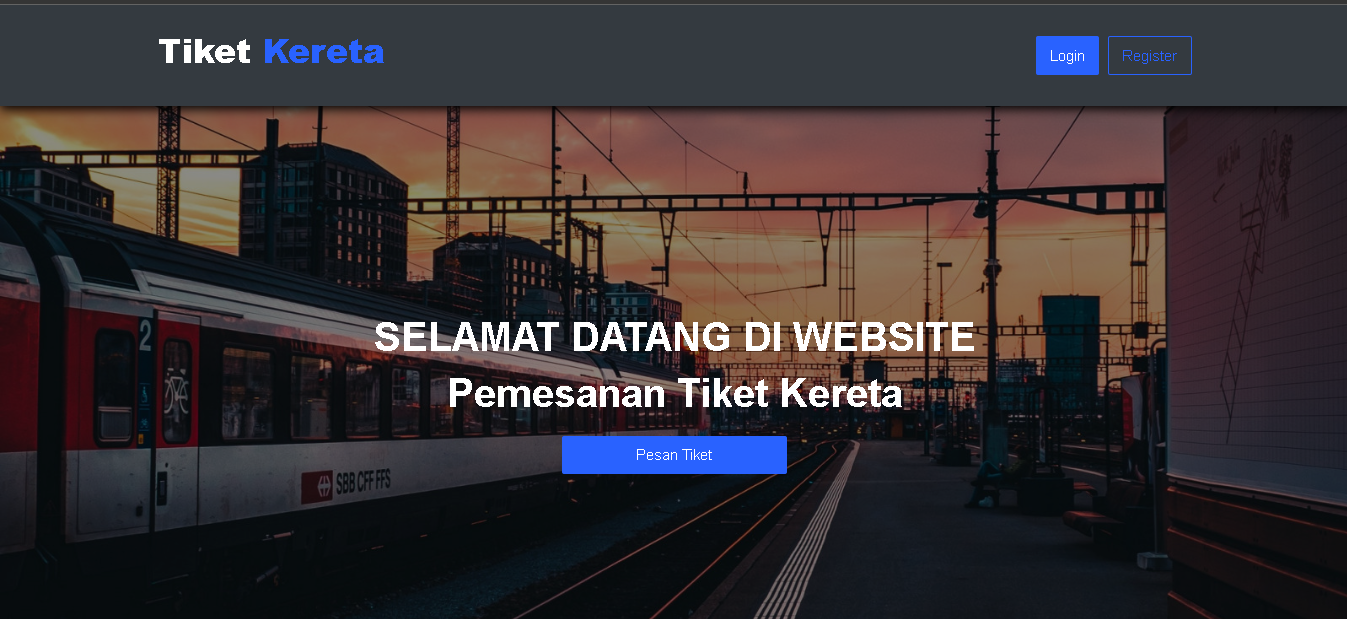 Tiket Kereta
Login
Register
SELAMAT DATANG DI WEBSITE
Pemesanan Tiket Kereta
Pesan Tiket
2
SBB CFF FFS